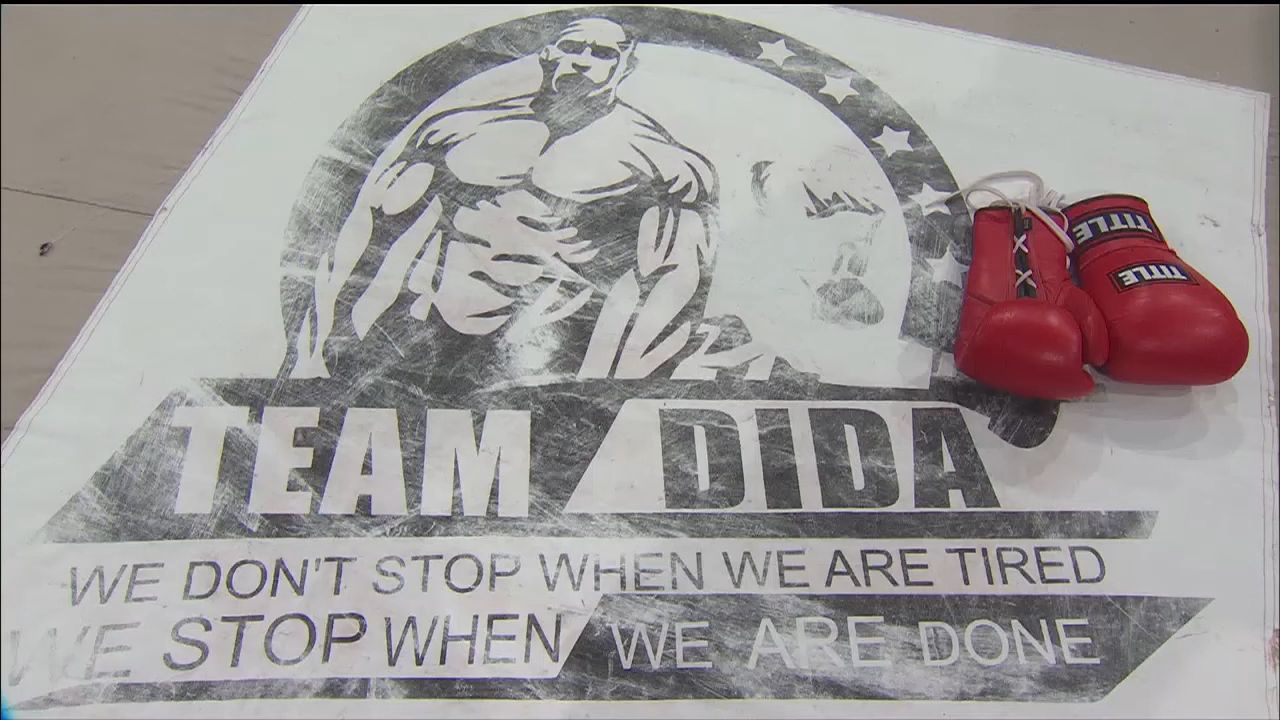 TITLE
TITLE
TEAM DIDA
WE DON'T STOP WHEN WE ARE TIRED
WE STOP WHEN WE ARE DONE